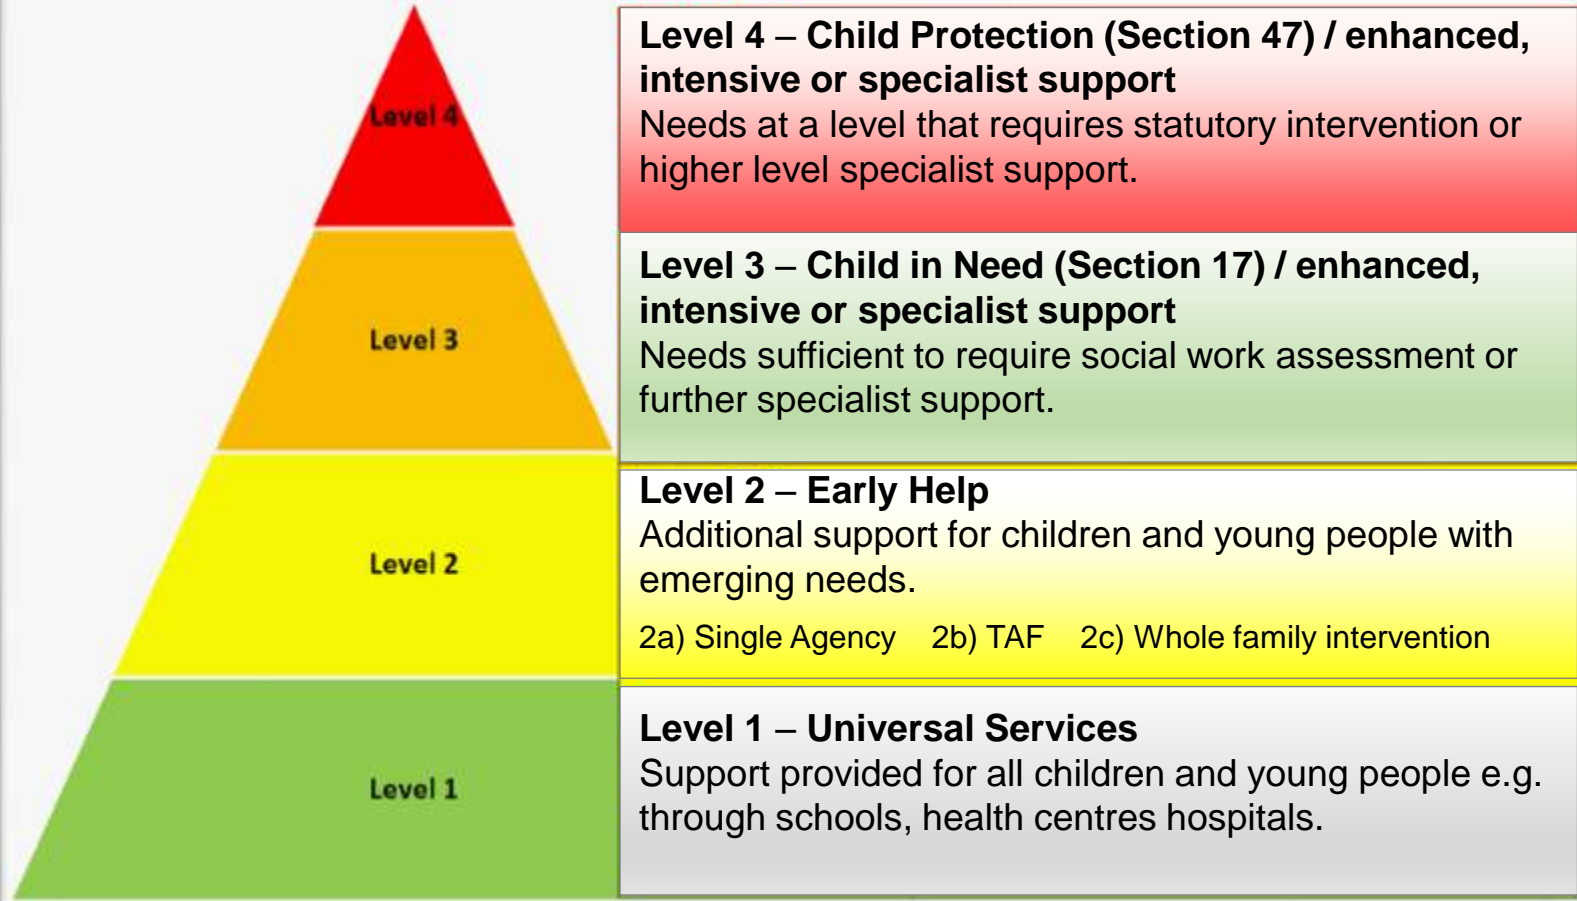 Level 4
Level 4 – Child Protection (Section 47) / enhanced,
intensive or specialist support
Needs at a level that requires statutory intervention or
higher level specialist support.
Level 3
Level 3 – Child in Need (Section 17) / enhanced,
intensive or specialist support
Needs sufficient to require social work assessment or
further specialist support.
Level 2
Level 2 – Early Help
Additional support for children and young people with
emerging needs.
2a) Single Agency 2b) TAF 2c) Whole family intervention
Level 1
Level 1 – Universal Services
Support provided for all children and young people e.g.
through schools, health centres hospitals.